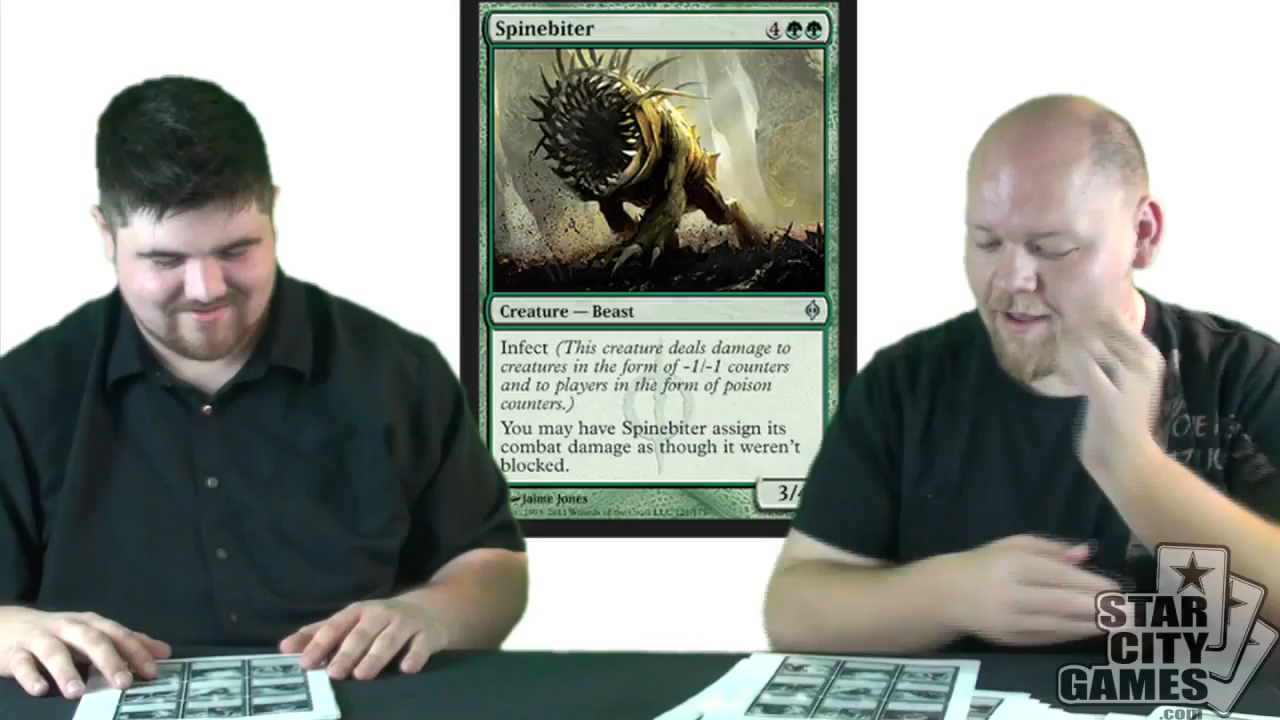 Spinebiter 4
Creature — Beast
Infect (This creature deals damage to
creatures in the form of -1/-1 counters
and to players in the form of poison
counters.)
You may have Spinebiter assign its
combat damage as though it weren't
blocked.
3/
Jaime Jones
STAR
CITY
GAMES
.com